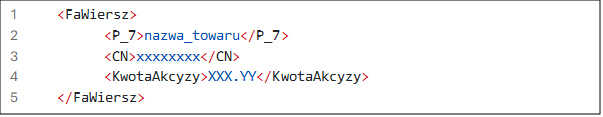 1 <FaWiersz>
2 <P_7>nazwa_towaru</P_7>
3 <CN>xxxxxxxx</CN>
4 <KwotaAkcyzy>XXX.YY</KwotaAkcyzy>
5 </FaWiersz>